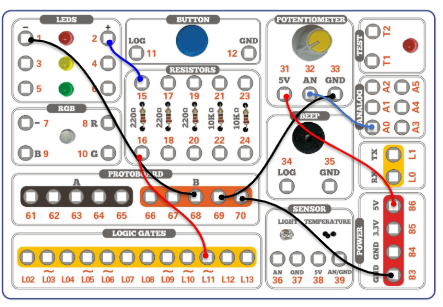 LEDS
BUTTON
POTENTIOMETER
- 1 2 +
LOG
11
12
GND
T2
3 4
RESISTORS
31 32 33
TEST
5 6
15 17 19 21 23
5V AN GND
T1
RGB
220Ω 220Ω 220Ω 10KΩ 10KΩ
BEEP
ANALOG
A2 A5
A1 A4
A0 A3
- 7 8 R
B 9 10 G
16 18 20 22 24
34 35
LOG GND
TX L1
RX L0
PROTOBOARD
A B
61 62 63 64 65 66 67 68 69 70
SENSOR
LIGHT TEMPERATURE
POWER
5V 86
3.3V 85
GND 84
GND 83
LOGIC GATES
L02 L03 L04 L05 L06 L07 L08 L09 L10 L11 L12 L13
~ ~ ~ ~ ~ ~
AN GND 5V AN/GND
36 37 38 39